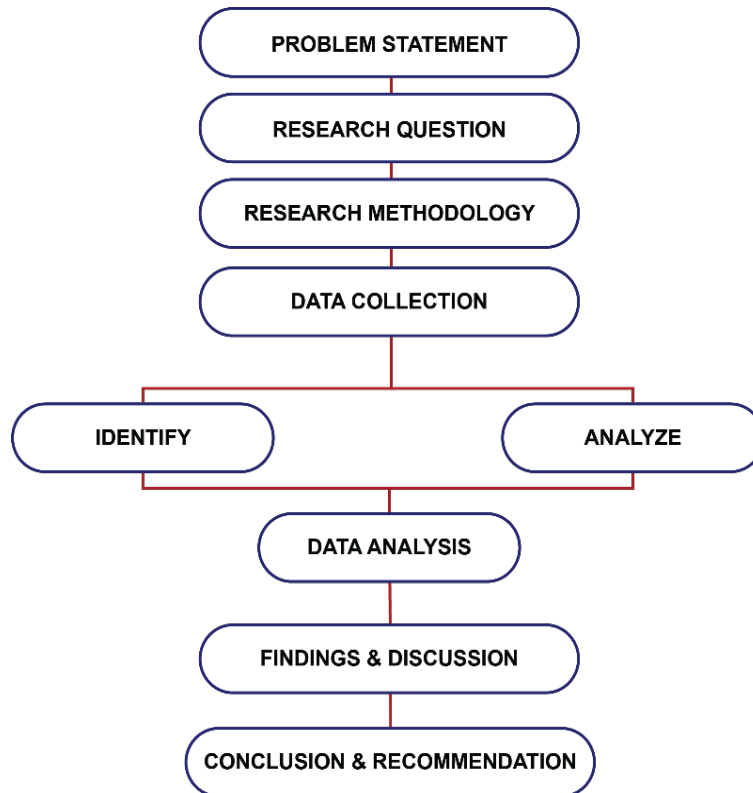 PROBLEM STATEMENT
RESEARCH QUESTION
RESEARCH METHODOLOGY
DATA COLLECTION
IDENTIFY
ANALYZE
DATA ANALYSIS
FINDINGS & DISCUSSION
CONCLUSION & RECOMMENDATION